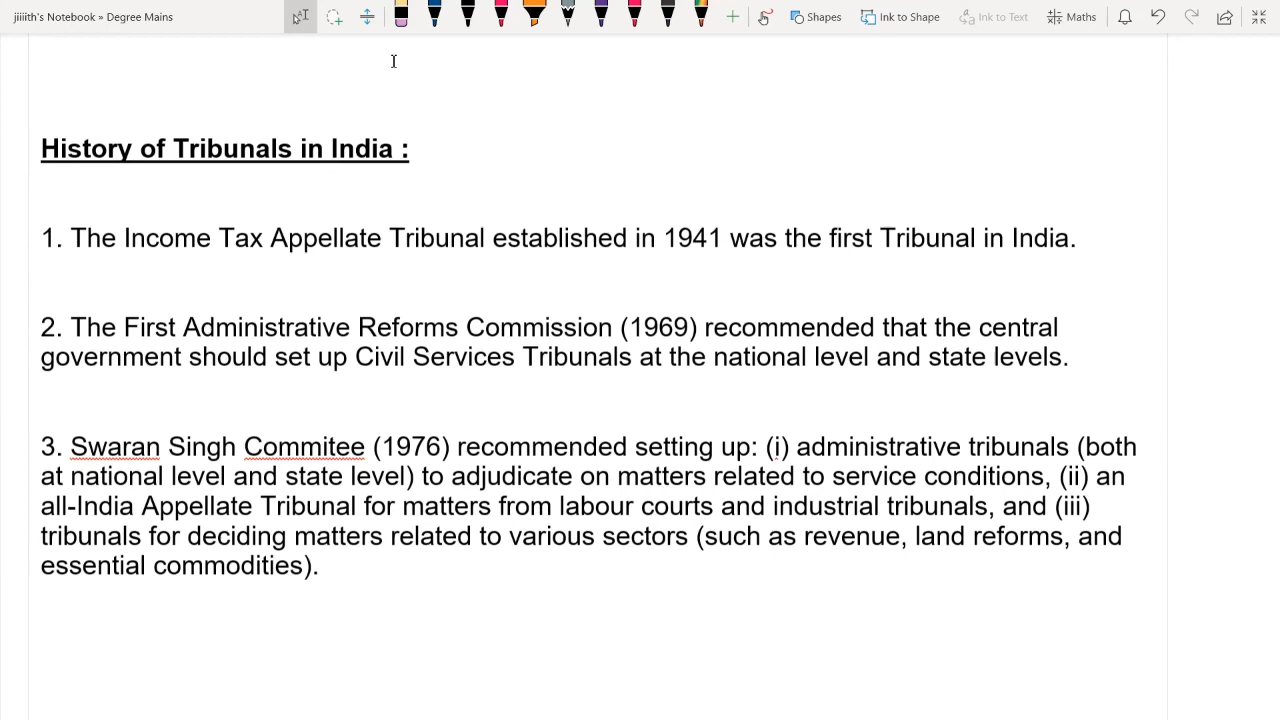 jiiiith's Notebook » Degree Mains
Shapes
Ink to Shape
Ink to Text
Maths
History of Tribunals in India :
1. The Income Tax Appellate Tribunal established in 1941 was the first Tribunal in India.
2. The First Administrative Reforms Commission (1969) recommended that the central
government should set up Civil Services Tribunals at the national level and state levels.
3. Swaran Singh Commitee (1976) recommended setting up: (i) administrative tribunals (both
at national level and state level) to adjudicate on matters related to service conditions, (ii) an
all-India Appellate Tribunal for matters from labour courts and industrial tribunals, and (iii)
tribunals for deciding matters related to various sectors (such as revenue, land reforms, and
essential commodities).